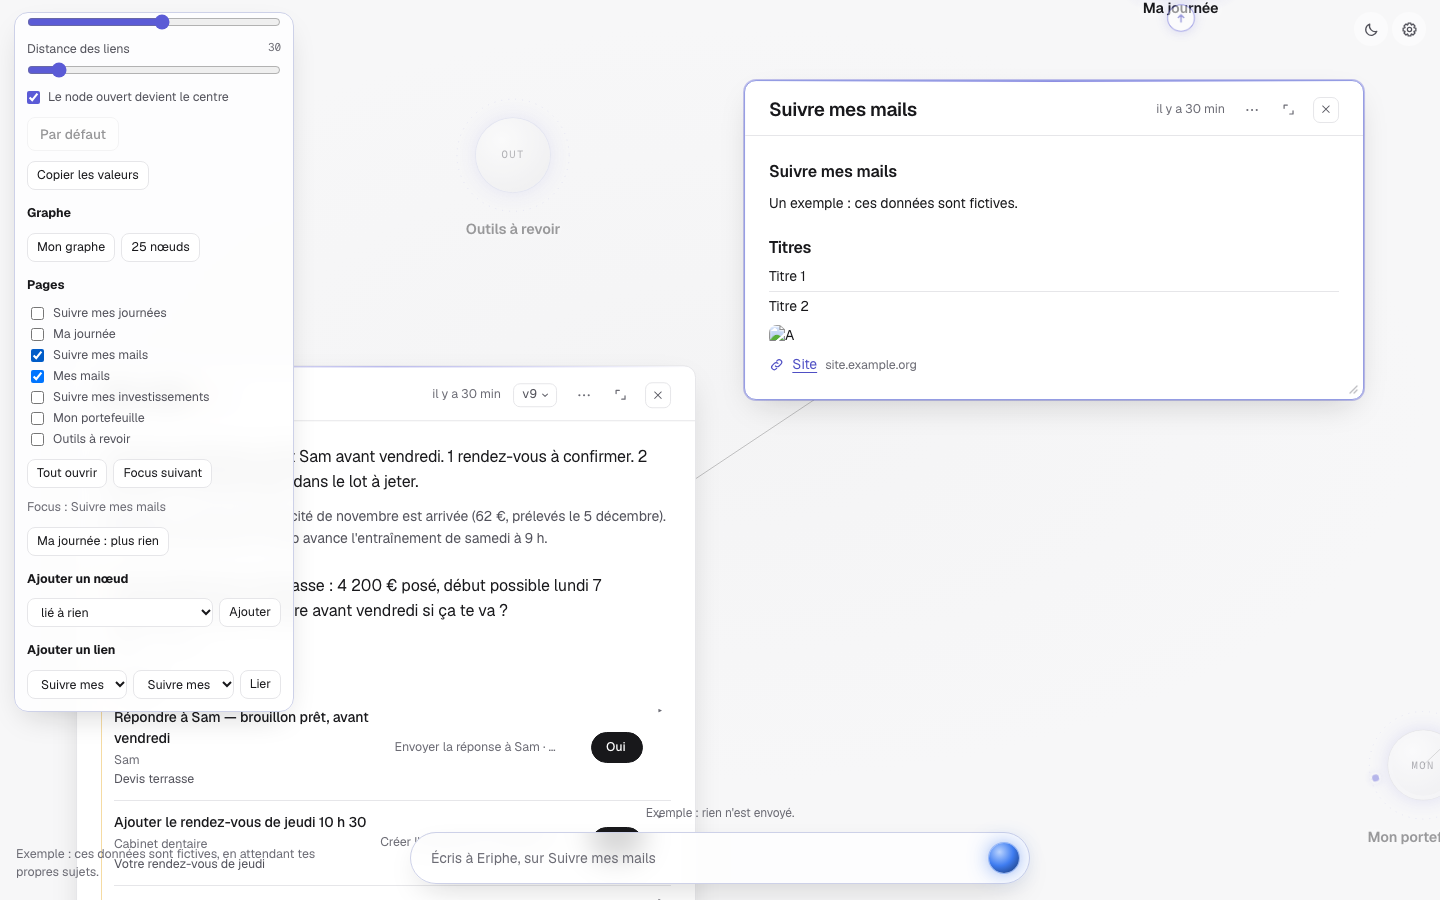 Distance des liens 30
Le node ouvert devient le centre
Par défaut
Copier les valeurs
Graphe
Mon graphe 25 nœuds
Pages
Suivre mes journées
Ma journée
Suivre mes mails
Mes mails
Suivre mes investissements
Mon portefeuille
Outils à revoir
Tout ouvrir Focus suivant
Focus : Suivre mes mails
Ma journée : plus rien
Ajouter un nœud
lié à rien Ajouter
Ajouter un lien
Suivre mes Suivre mes Lier
OUT
Outils à revoir
Ma journée
Suivre mes mails il y a 30 min
Suivre mes mails
Un exemple : ces données sont fictives.
Titres
Titre 1
Titre 2
A
Site site.example.org
il y a 30 min v9
Sam avant vendredi. 1 rendez-vous à confirmer. 2
dans le lot à jeter.
cité de novembre est arrivée (62 €, prélevés le 5 décembre).
avance l'entraînement de samedi à 9 h.
asse : 4 200 € posé, début possible lundi 7
re avant vendredi si ça te va ?
Répondre à Sam — brouillon prêt, avant
vendredi
Sam
Devis terrasse
Envoyer la réponse à Sam · …
Oui
Ajouter le rendez-vous de jeudi 10 h 30
Cabinet dentaire
Votre rendez-vous de jeudi
Créer l'
Exemple : rien n'est envoyé.
Exemple : ces données sont fictives, en attendant tes
propres sujets.
Écris à Eriphe, sur Suivre mes mails
MON
Mon portef